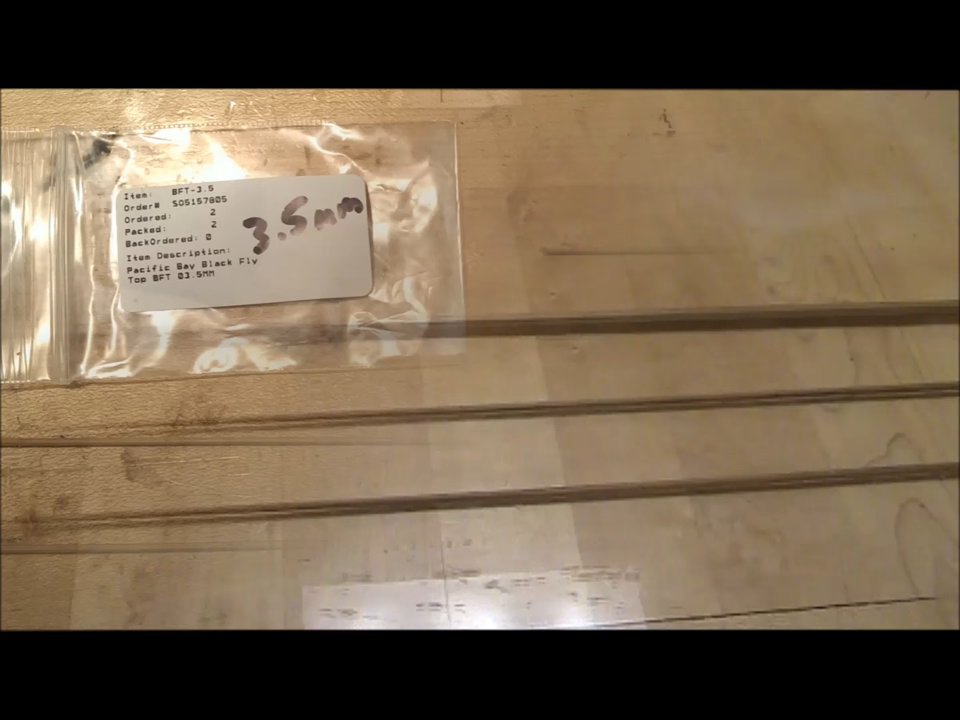 Item: BFT-3.5
Order# SO5157805
Ordered: 2
Packed: 2
BackOrdered: 0
3.5mm
Item Description:
Pacific Bay Black Fly
Top BFT 03.5MM